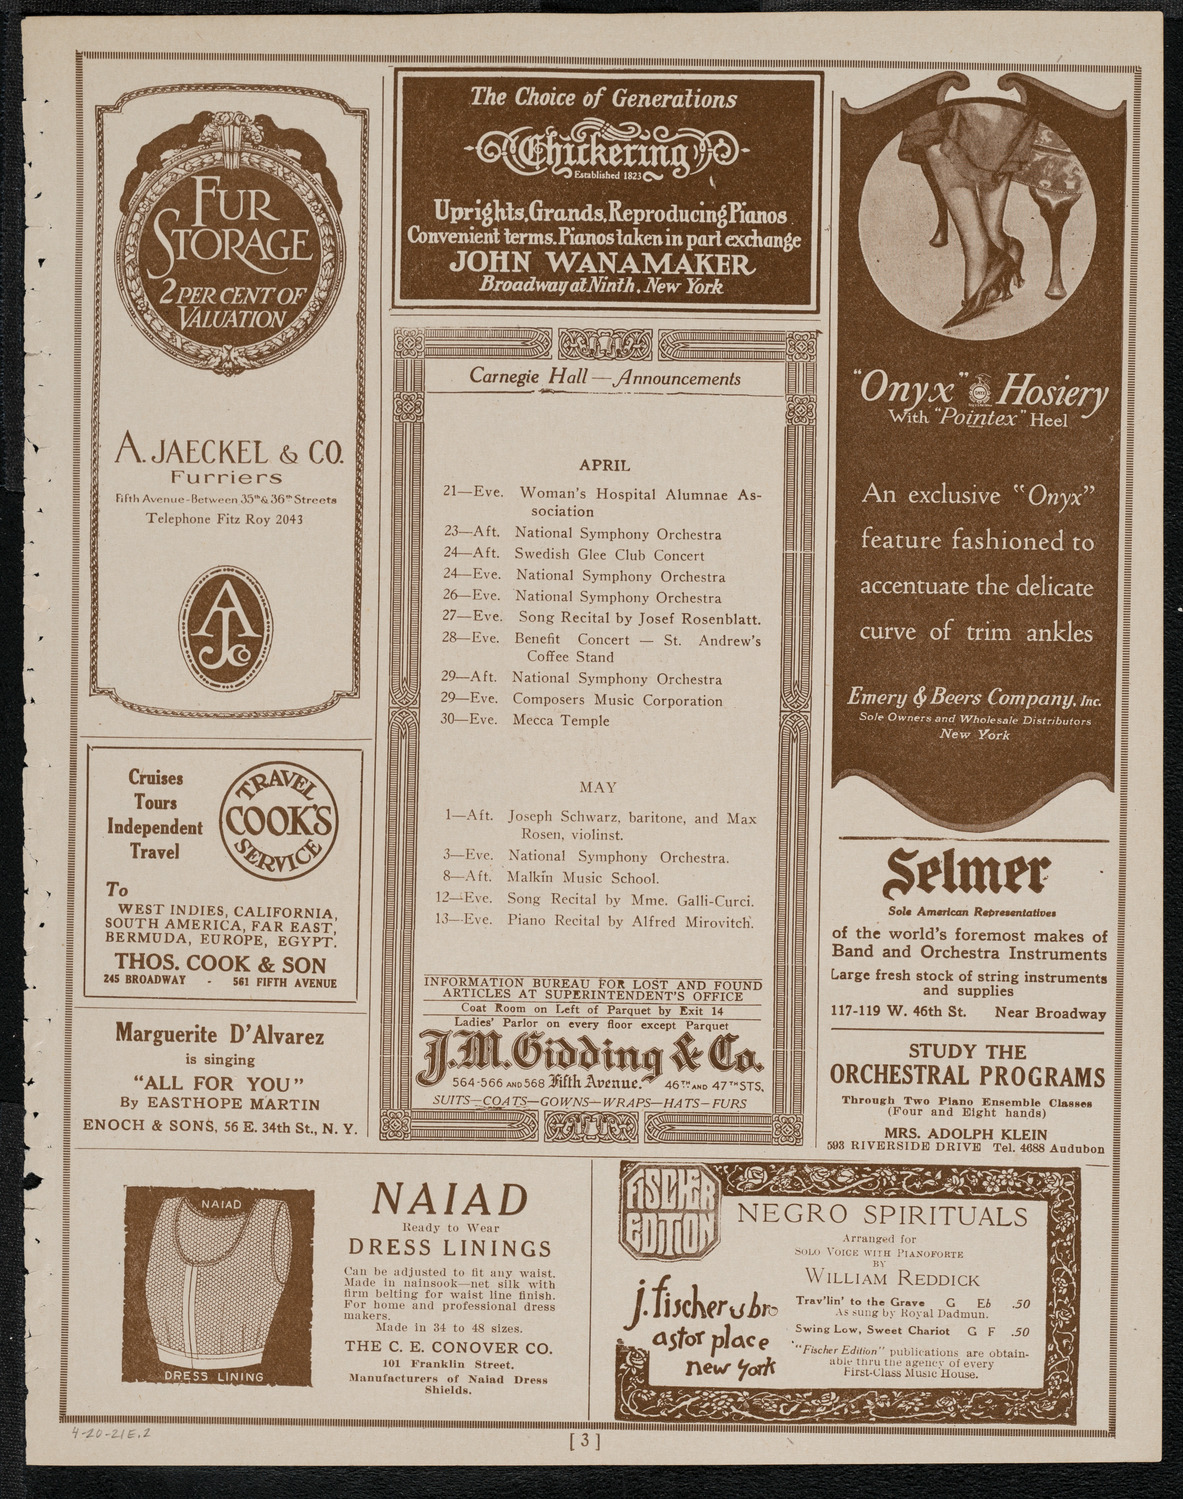 FUR
STORAGE
2 PER CENT OF
VALUATION
A. JAECKEL & CO.
Furriers
Fifth Avenue-Between 35th & 36th Streets
Telephone Fitz Roy 2043
AJCo
Cruises
Tours
Independent
Travel
TRAVEL
COOK'S
SERVICE
To
WEST INDIES, CALIFORNIA,
SOUTH AMERICA, FAR EAST,
BERMUDA, EUROPE, EGYPT.
THOS. COOK & SON
245 BROADWAY - 561 FIFTH AVENUE
Marguerite D'Alvarez
is singing
"ALL FOR YOU"
By EASTHOPE MARTIN
ENOCH & SONS, 56 E. 34th St., N. Y.
The Choice of Generations
Chickering
Established 1823
Uprights, Grands, Reproducing Pianos
Convenient terms. Pianos taken in part exchange
JOHN WANAMAKER
Broadway at Ninth, New York
Carnegie Hall — Announcements
APRIL
21—Eve. Woman's Hospital Alumnae As-
sociation
23—Aft. National Symphony Orchestra
24—Aft. Swedish Glee Club Concert
24—Eve. National Symphony Orchestra
26—Eve. National Symphony Orchestra
27—Eve. Song Recital by Josef Rosenblatt.
28—Eve. Benefit Concert — St. Andrew's
Coffee Stand
29—Aft. National Symphony Orchestra
29—Eve. Composers Music Corporation
30—Eve. Mecca Temple
MAY
1—Aft. Joseph Schwarz, baritone, and Max
Rosen, violinst.
3—Eve. National Symphony Orchestra.
8—Aft. Malkin Music School.
12—Eve. Song Recital by Mme. Galli-Curci.
13—Eve. Piano Recital by Alfred Mirovitch.
INFORMATION BUREAU FOR LOST AND FOUND
ARTICLES AT SUPERINTENDENT'S OFFICE
Coat Room on Left of Parquet by Exit 14
Ladies' Parlor on every floor except Parquet
J.M. Gidding & Co.
564-566 AND 568 Fifth Avenue. 46TH AND 47TH STS.
SUITS—COATS—GOWNS—WRAPS—HATS—FURS
"Onyx" Hosiery
With "Pointex" Heel
An exclusive "Onyx"
feature fashioned to
accentuate the delicate
curve of trim ankles
Emery & Beers Company, Inc.
Sole Owners and Wholesale Distributors
New York
Selmer
Sole American Representatives
of the world's foremost makes of
Band and Orchestra Instruments
Large fresh stock of string instruments
and supplies
117-119 W. 46th St. Near Broadway
STUDY THE
ORCHESTRAL PROGRAMS
Through Two Piano Ensemble Classes
(Four and Eight hands)
MRS. ADOLPH KLEIN
593 RIVERSIDE DRIVE Tel. 4688 Audubon
NAIAD
DRESS LINING
NAIAD
Ready to Wear
DRESS LININGS
Can be adjusted to fit any waist.
Made in nainsook—net silk with
firm belting for waist line finish.
For home and professional dress
makers.
Made in 34 to 48 sizes.
THE C. E. CONOVER CO.
101 Franklin Street.
Manufacturers of Naiad Dress
Shields.
FISCHER
EDITION
j. fischer & bro
astor place
new york
NEGRO SPIRITUALS
Arranged for
SOLO VOICE WITH PIANOFORTE
BY
WILLIAM REDDICK
Trav'lin' to the Grave G Eb .50
As sung by Royal Dadmun.
Swing Low, Sweet Chariot G F .50
"Fischer Edition" publications are obtain-
able thru the agency of every
First-Class Music House.
4-20-21E.2
[ 3 ]